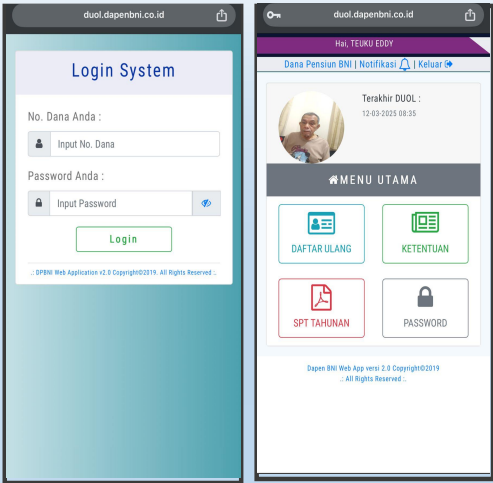 duol.dapenbni.co.id
Login System
No. Dana Anda :
Input No. Dana
Password Anda :
Input Password
Login
.: DPBNI Web Application v2.0 Copyright©2019. All Rights Reserved :.
duol.dapenbni.co.id
Hai, TEUKU EDDY
Dana Pensiun BNI | Notifikasi | Keluar
Terakhir DUOL :
12-03-2025 08:35
MENU UTAMA
DAFTAR ULANG
KETENTUAN
SPT TAHUNAN
PASSWORD
Dapen BNI Web App versi 2.0 Copyright©2019
.: All Rights Reserved :.